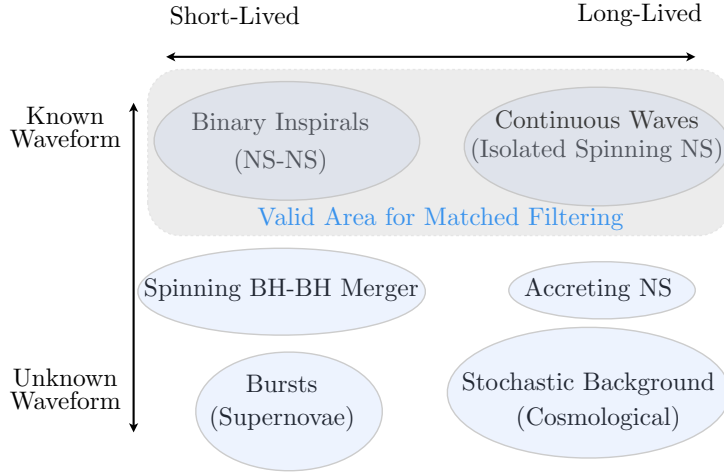 Short-Lived
Long-Lived
Known
Waveform
Binary Inspirals
(NS-NS)
Continuous Waves
(Isolated Spinning NS)
Valid Area for Matched Filtering
Spinning BH-BH Merger
Accreting NS
Unknown
Waveform
Bursts
(Supernovae)
Stochastic Background
(Cosmological)